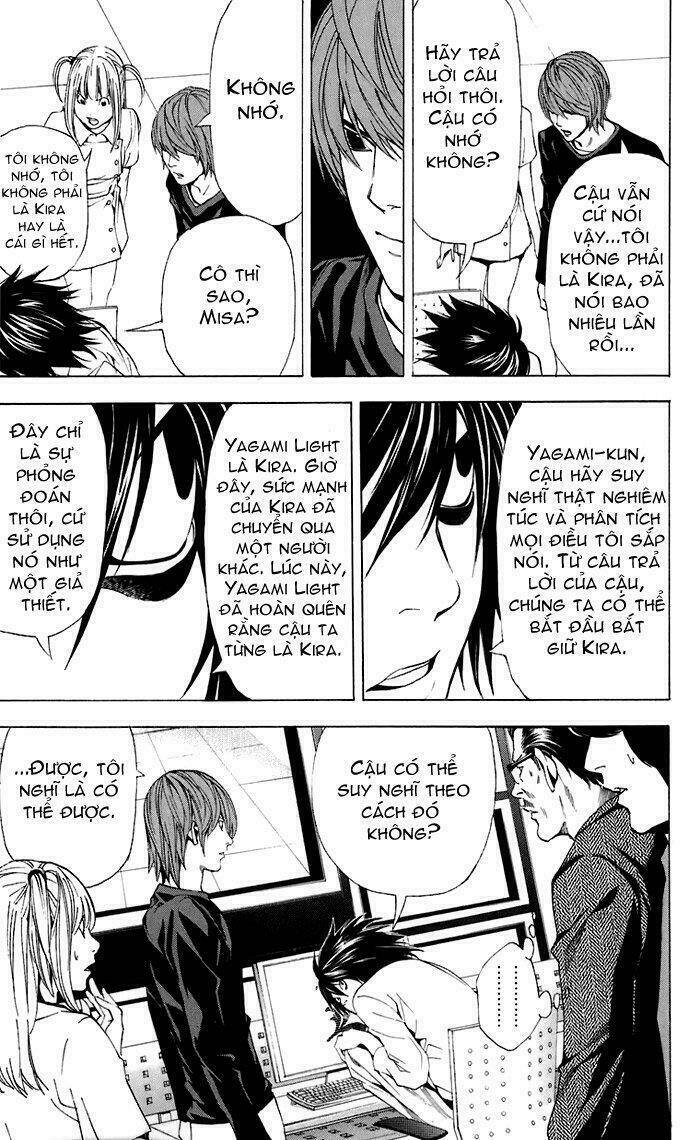 HÃY TRẢ
LỜI CÂU
HỎI THÔI.
CẬU CÓ
NHỚ
KHÔNG?
CẬU VẪN
CỨ NÓI
VẬY...TÔI
KHÔNG PHẢI
LÀ KIRA, ĐÃ
NÓI BAO
NHIÊU LẦN
RỒI...
KHÔNG
NHỚ.
CÔ THÌ
SAO,
MISA?
TÔI KHÔNG
NHỚ, TÔI
KHÔNG PHẢI
LÀ KIRA
HAY LÀ
CÁI GÌ HẾT.
YAGAMI-KUN,
CẬU HÃY SUY
NGHĨ THẬT NGHIÊM
TÚC VÀ PHÂN TÍCH
MỌI ĐIỀU TÔI SẮP
NÓI. TỪ CÂU TRẢ
LỜI CỦA CẬU,
CHÚNG TA CÓ THỂ
BẮT ĐẦU BẮT
GIỮ KIRA.
YAGAMI LIGHT
LÀ KIRA. GIỜ
ĐÂY, SỨC MẠNH
CỦA KIRA ĐÃ
CHUYỂN QUA
MỘT NGƯỜI
KHÁC. LÚC NÀY,
YAGAMI LIGHT
ĐÃ HOÀN QUÊN
RẰNG CẬU TA
TỪNG LÀ KIRA.
ĐÂY CHỈ
LÀ SỰ
PHỎNG
ĐOÁN
THÔI, CỨ
SỬ DỤNG
NÓ NHƯ
MỘT GIẢ
THIẾT.
CẬU CÓ THỂ
SUY NGHĨ THEO
CÁCH ĐÓ
KHÔNG?
...ĐƯỢC, TÔI
NGHĨ LÀ CÓ
THỂ ĐƯỢC.